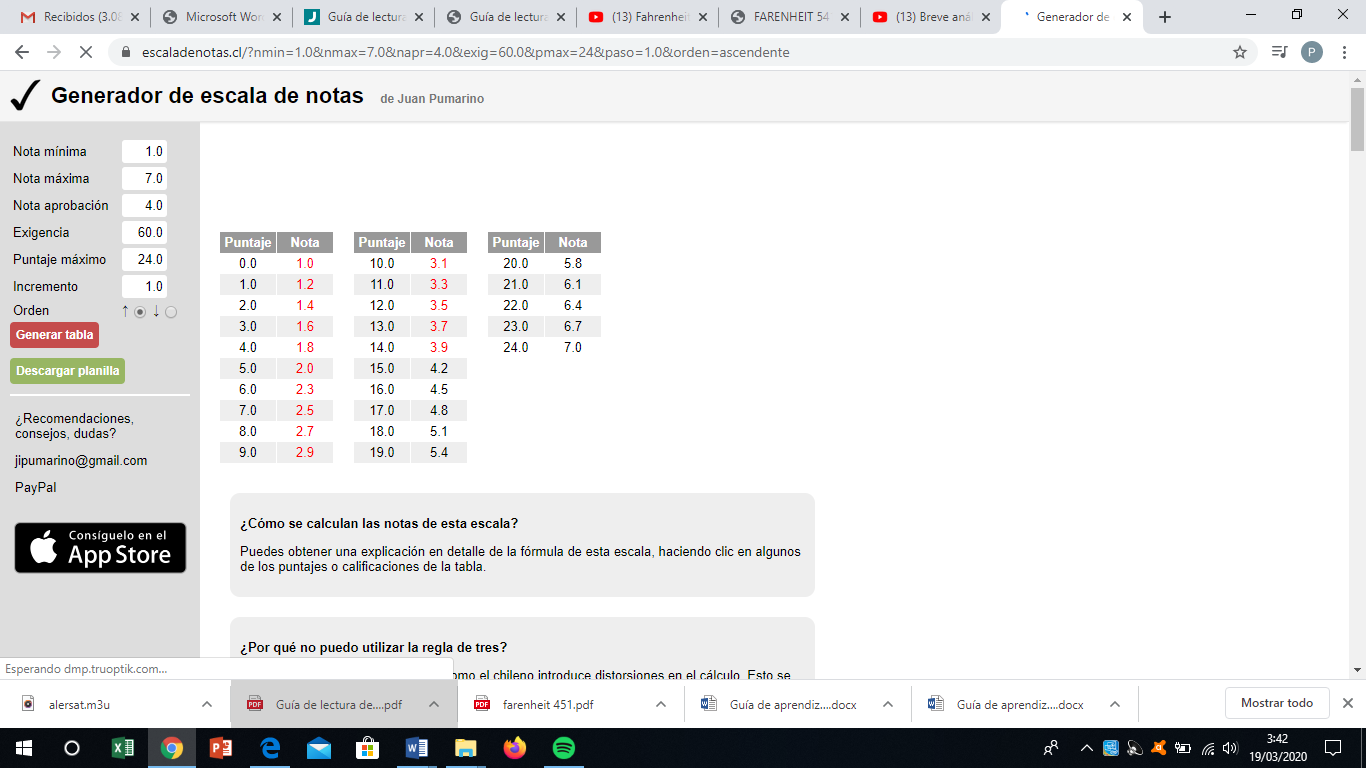 Recibidos (3.08
Microsoft Wor
Guía de lectura
Guía de lectura
(13) Fahrenheit
FARENHEIT 54
(13) Breve aná
Generador de
escaladenotas.cl/?nmin=1.0&nmax=7.0&napr=4.0&exig=60.0&pmax=24&paso=1.0&orden=ascendente
P
Generador de escala de notas de Juan Pumarino
Nota mínima 1.0
Nota máxima 7.0
Nota aprobación 4.0
Exigencia 60.0
Puntaje máximo 24.0
Incremento 1.0
Orden ↑ ↓
Generar tabla
Descargar planilla
¿Recomendaciones,
consejos, dudas?
jipumarino@gmail.com
PayPal
Consíguelo en el
App Store
Puntaje Nota Puntaje Nota Puntaje Nota
0.0 1.0 10.0 3.1 20.0 5.8
1.0 1.2 11.0 3.3 21.0 6.1
2.0 1.4 12.0 3.5 22.0 6.4
3.0 1.6 13.0 3.7 23.0 6.7
4.0 1.8 14.0 3.9 24.0 7.0
5.0 2.0 15.0 4.2
6.0 2.3 16.0 4.5
7.0 2.5 17.0 4.8
8.0 2.7 18.0 5.1
9.0 2.9 19.0 5.4
¿Cómo se calculan las notas de esta escala?
Puedes obtener una explicación en detalle de la fórmula de esta escala, haciendo clic en algunos
de los puntajes o calificaciones de la tabla.
¿Por qué no puedo utilizar la regla de tres?
omo el chileno introduce distorsiones en el cálculo. Esto se
Esperando dmp.truoptik.com...
alersat.m3u
Guía de lectura de....pdf
farenheit 451.pdf
Guía de aprendiz....docx
Guía de aprendiz....docx
Mostrar todo
3:42
19/03/2020